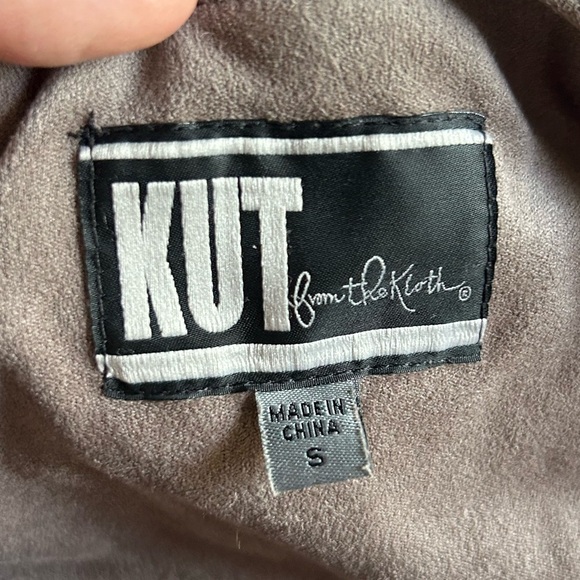 KUT from the Kloth®
MADE IN
CHINA
S